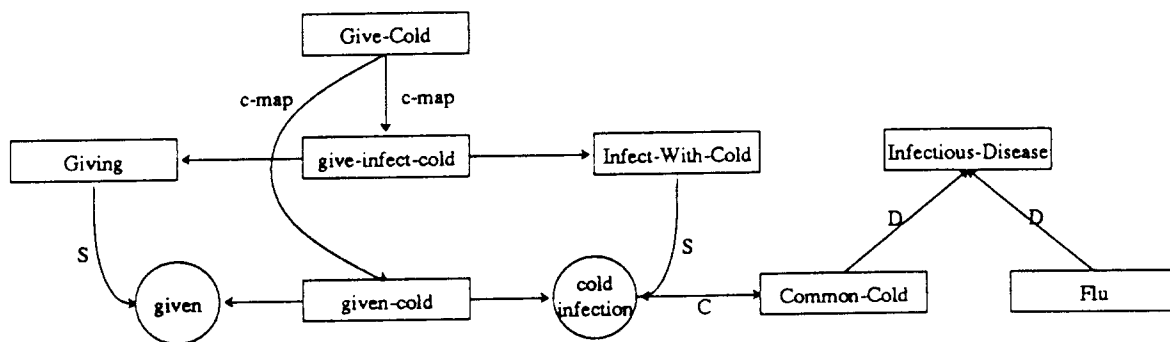 Give-Cold
c-map
c-map
Giving
give-infect-cold
Infect-With-Cold
Infectious-Disease
S
S
D
D
given
given-cold
cold
infection
C
Common-Cold
Flu